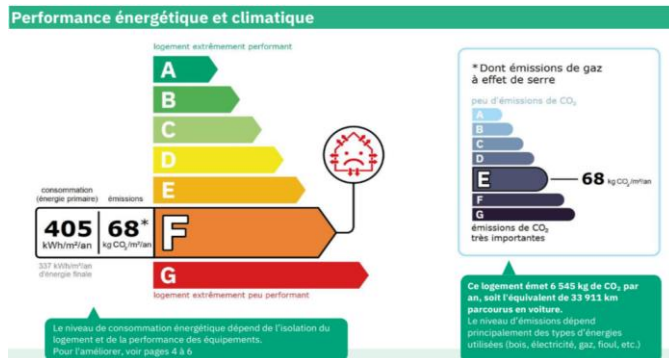 Performance énergétique et climatique
logement extrêmement performant
A
B
C
D
E
consommation
(énergie primaire)
émissions
405
kWh/m²/an
68*
kg CO₂/m²/an
F
337 kWh/m²/an
d'énergie finale
G
logement extrêmement peu performant
Le niveau de consommation énergétique dépend de l'isolation du
logement et de la performance des équipements.
Pour l'améliorer, voir pages 4 à 6
*Dont émissions de gaz
à effet de serre
peu d'émissions de CO₂
A
B
C
D
E
68 kg CO₂/m²/an
F
G
émissions de CO₂
très importantes
Ce logement émet 6 545 kg de CO₂ par
an, soit l'équivalent de 33 911 km
parcourus en voiture.
Le niveau d'émissions dépend
principalement des types d'énergies
utilisées (bois, électricité, gaz, fioul, etc.)